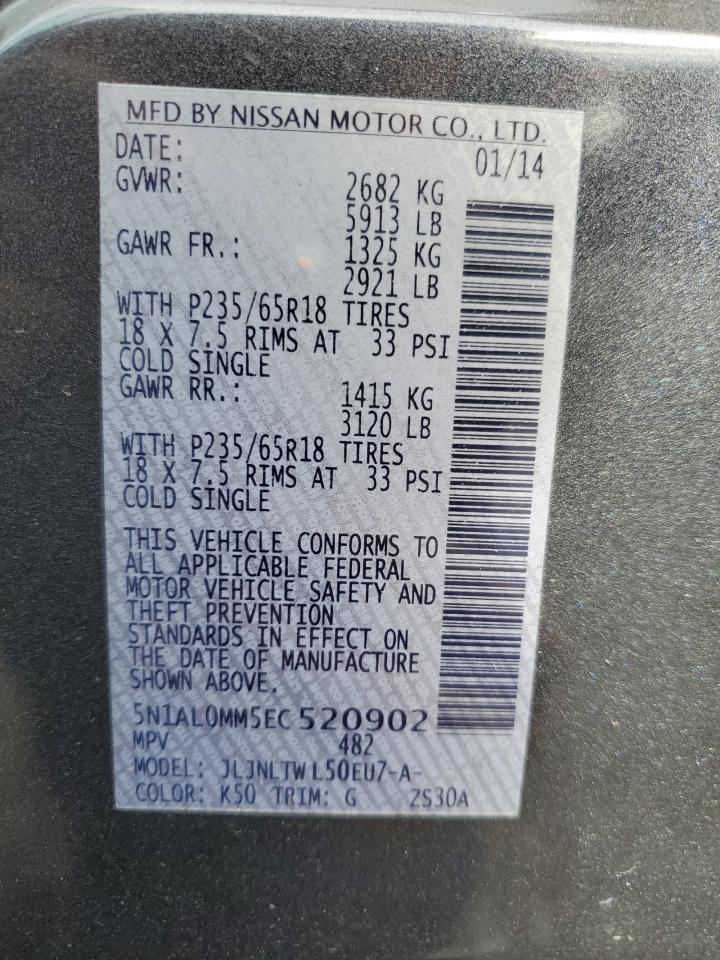 MFD BY NISSAN MOTOR CO., LTD.
DATE: 01/14
GVWR: 2682 KG
5913 LB
GAWR FR.: 1325 KG
2921 LB
WITH P235/65R18 TIRES
18 X 7.5 RIMS AT 33 PSI
COLD SINGLE
GAWR RR.: 1415 KG
3120 LB
WITH P235/65R18 TIRES
18 X 7.5 RIMS AT 33 PSI
COLD SINGLE
THIS VEHICLE CONFORMS TO
ALL APPLICABLE FEDERAL
MOTOR VEHICLE SAFETY AND
THEFT PREVENTION
STANDARDS IN EFFECT ON
THE DATE OF MANUFACTURE
SHOWN ABOVE.
5N1AL0MM5EC 520902
MPV 482
MODEL: JLJNLTWL50EU7-A-
COLOR: K50 TRIM: G ZS30A